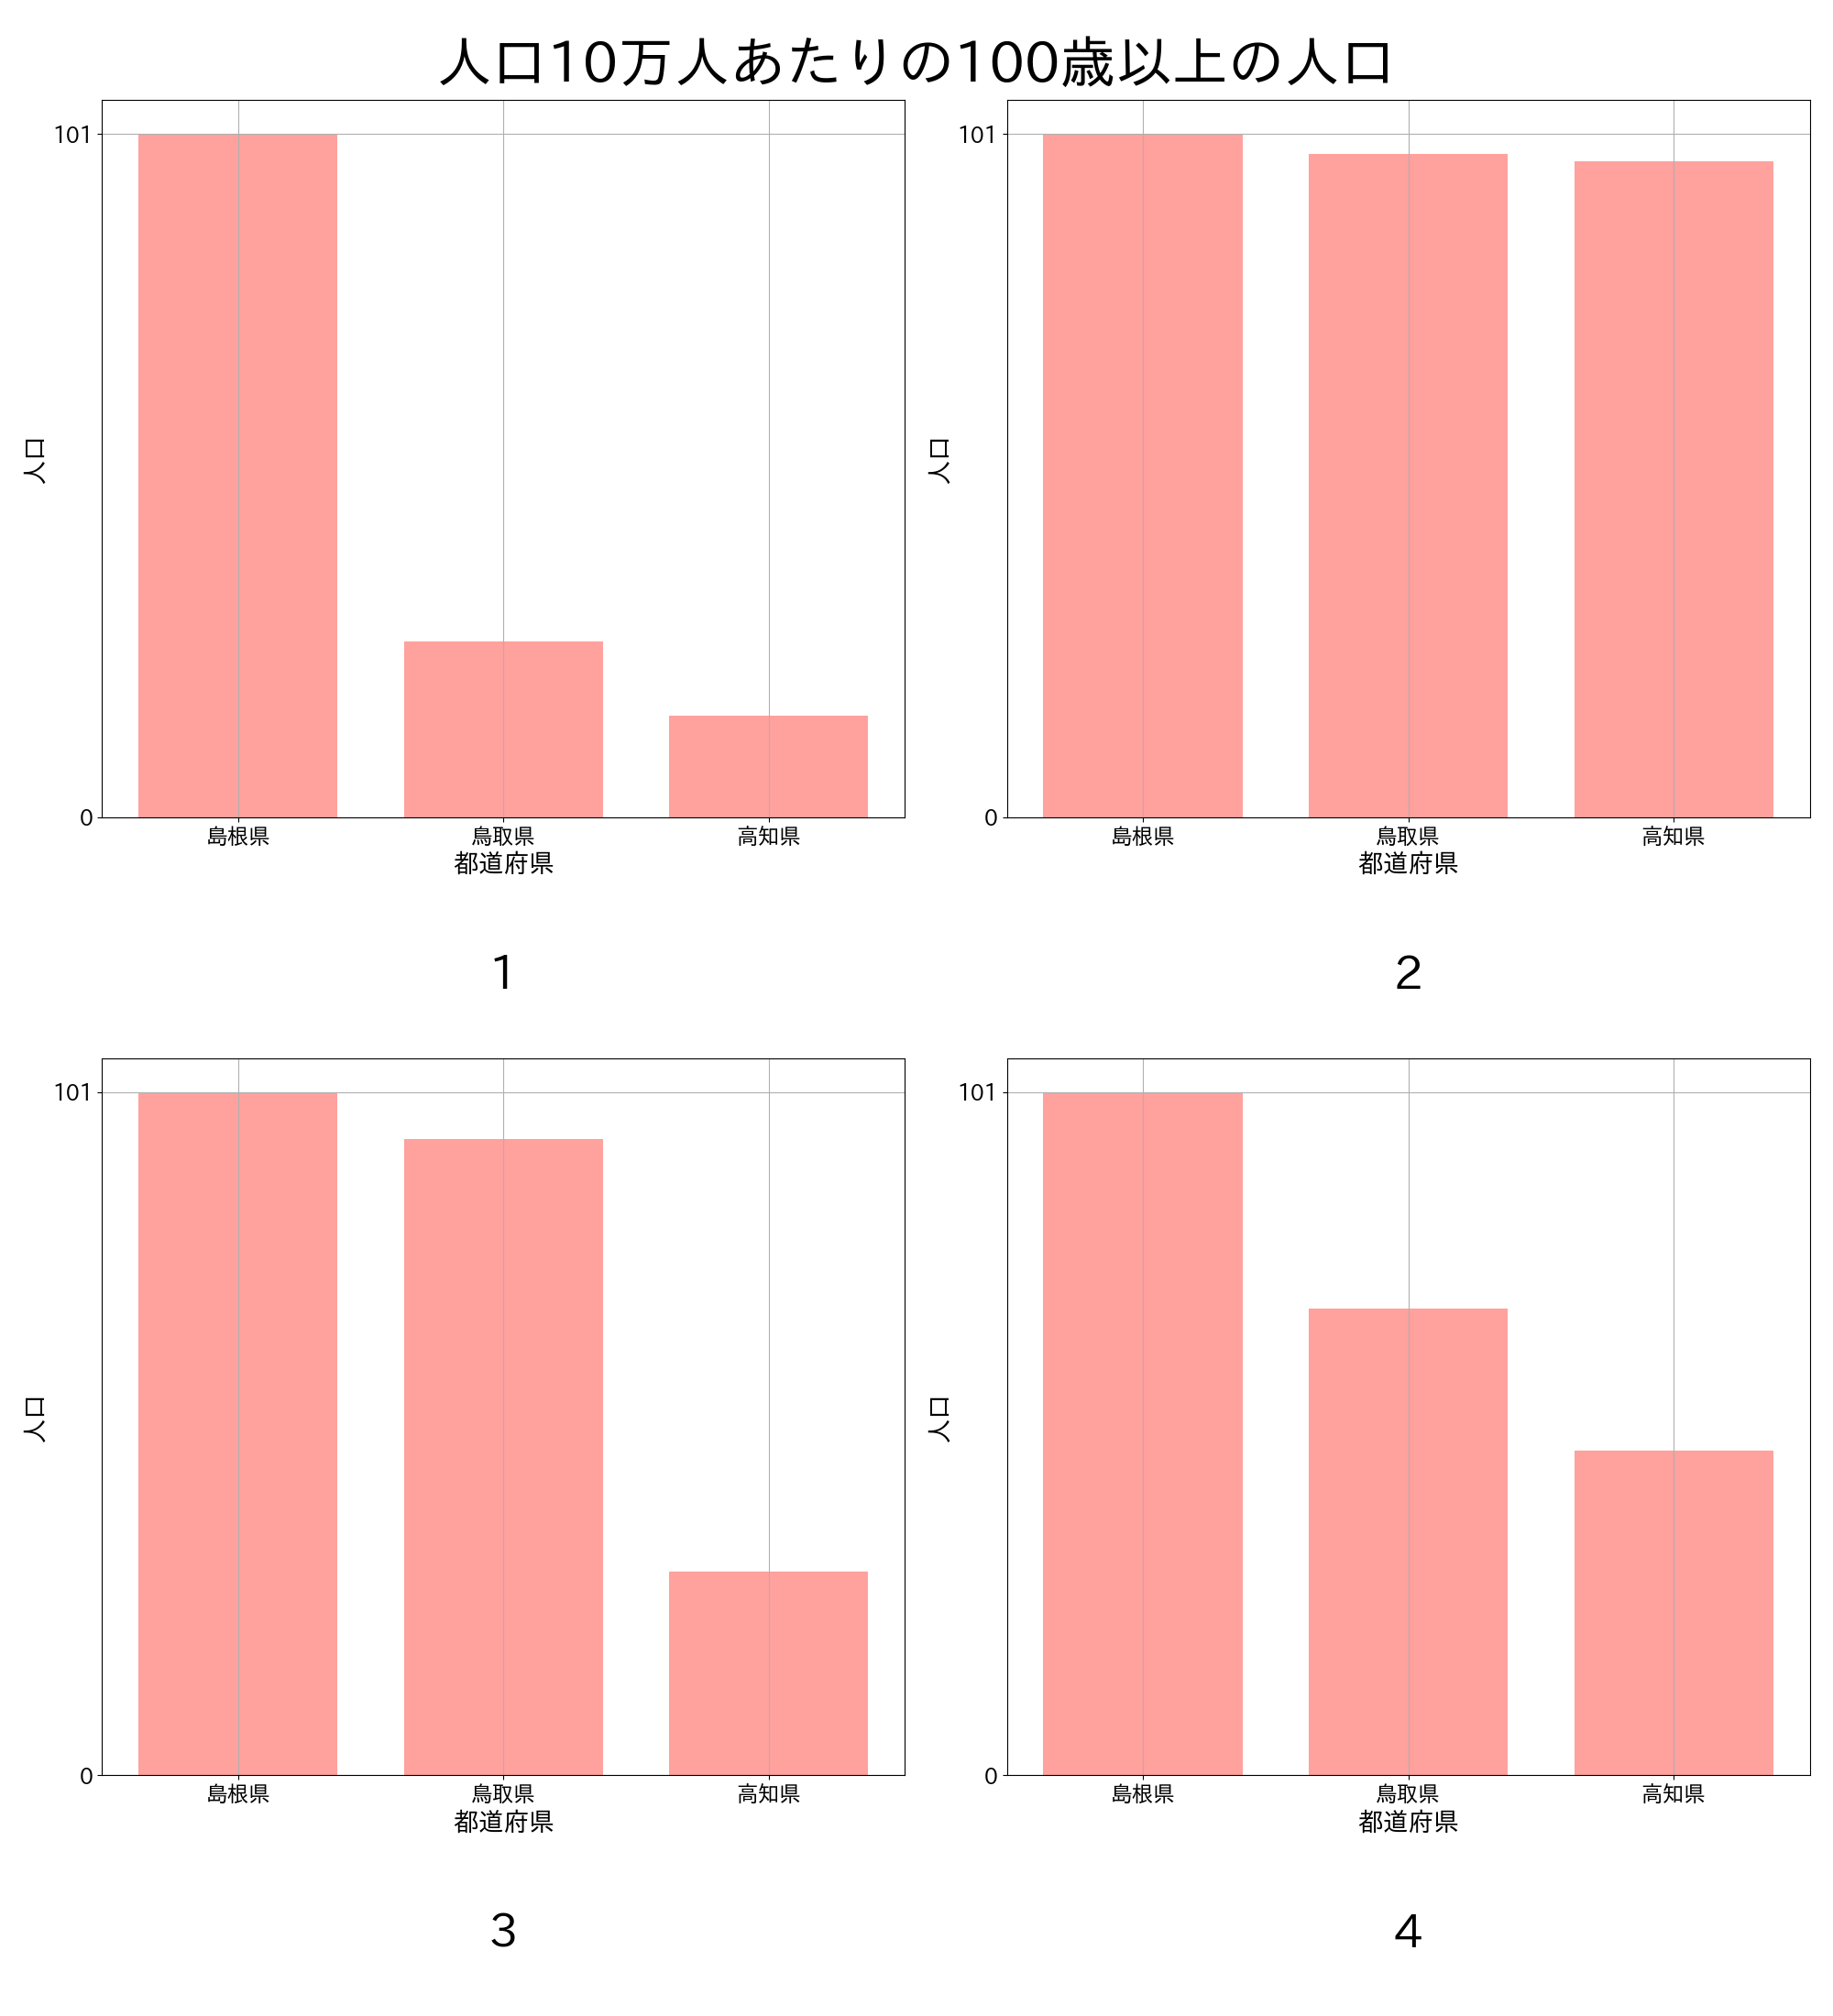 人口10万人あたりの100歳以上の人口
101
0
人口
島根県 鳥取県 高知県
都道府県
1
101
0
人口
島根県 鳥取県 高知県
都道府県
2
101
0
人口
島根県 鳥取県 高知県
都道府県
3
101
0
人口
島根県 鳥取県 高知県
都道府県
4